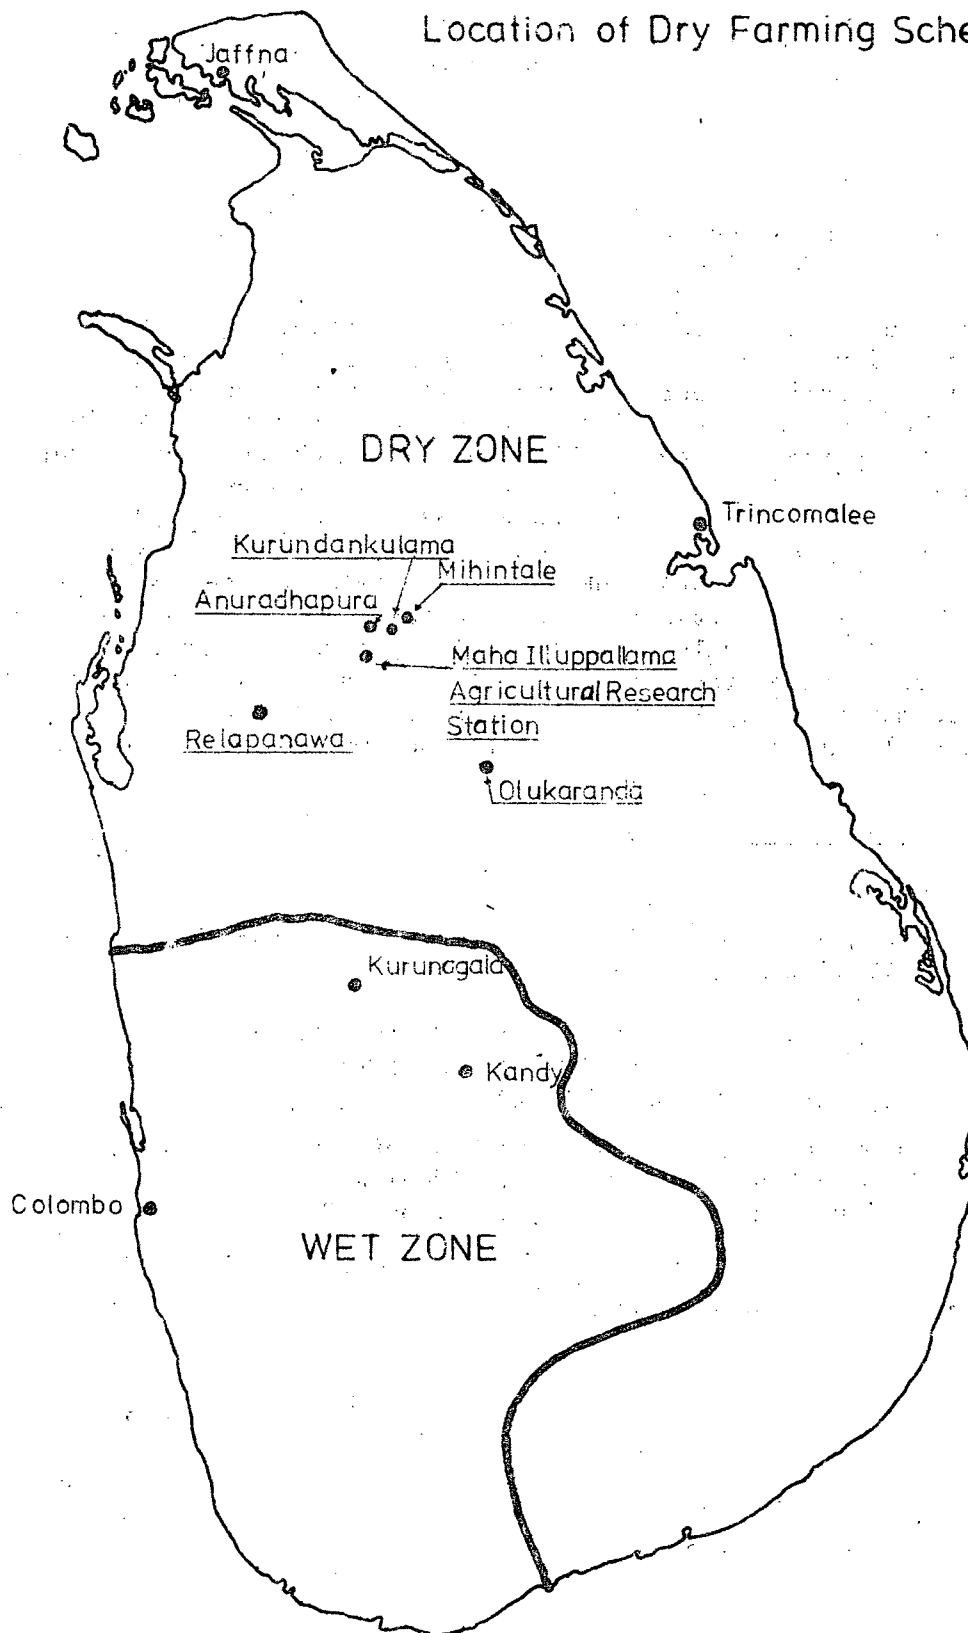 Location of Dry Farming Sche
Jaffna
DRY ZONE
Trincomalee
Kurundankulama
Mihintale
Anuradhapura
Maha Illuppallama
Agricultural Research
Station
Relapanawa
Olukaranda
Kurunagala
Kandy
Colombo
WET ZONE